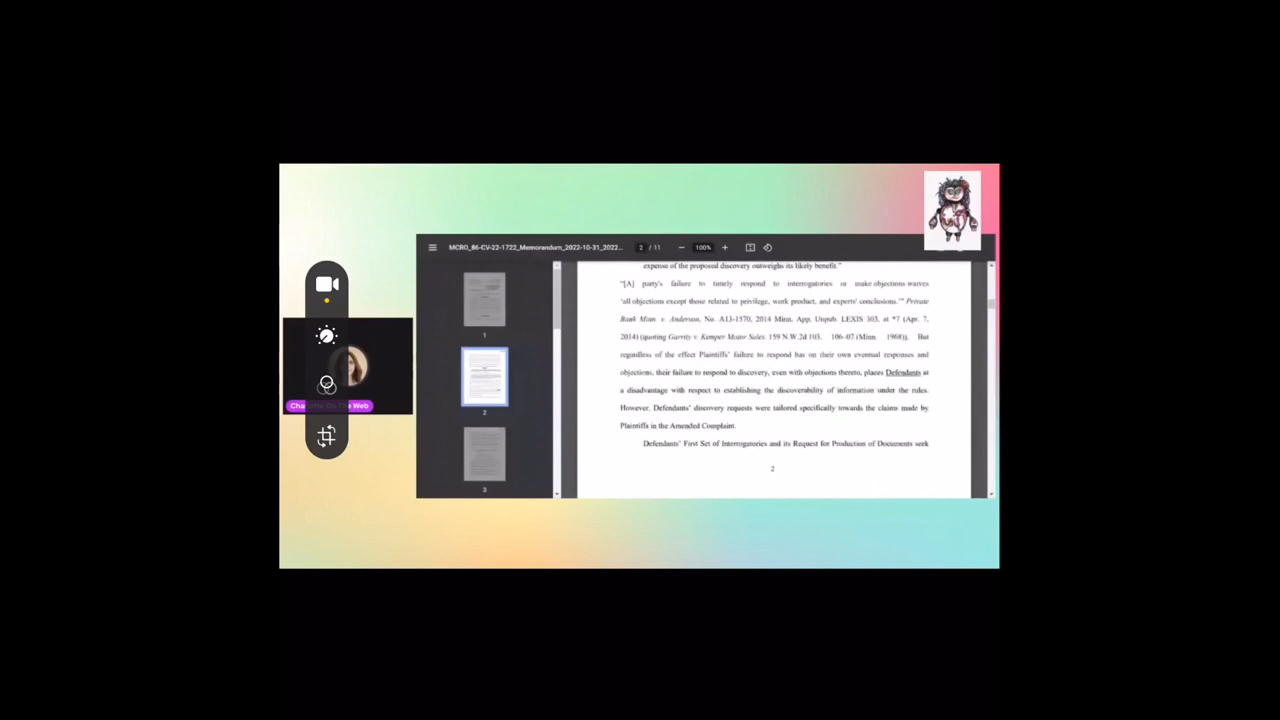 MCRO_86-CV-22-1722_Memorandum_2022-10-31_2022...
2 / 11
100%
expense of the proposed discovery outweighs its likely benefit."
"[A] party's failure to timely respond to interrogatories or make objections waives
'all objections except those related to privilege, work product, and experts' conclusions.'" Private
Bank Minn. v. Anderson, No. A13-1570, 2014 Minn. App. Unpub. LEXIS 303, at *7 (Apr. 7,
2014) (quoting Garrity v. Kemper Motor Sales, 159 N.W.2d 103, 106-07 (Minn. 1968)). But
regardless of the effect Plaintiffs' failure to respond has on their own eventual responses and
objections, their failure to respond to discovery, even with objections thereto, places Defendants at
a disadvantage with respect to establishing the discoverability of information under the rules.
However, Defendants' discovery requests were tailored specifically towards the claims made by
Plaintiffs in the Amended Complaint.
Defendants' First Set of Interrogatories and its Request for Production of Documents seek
2
1
2
3
On The Web